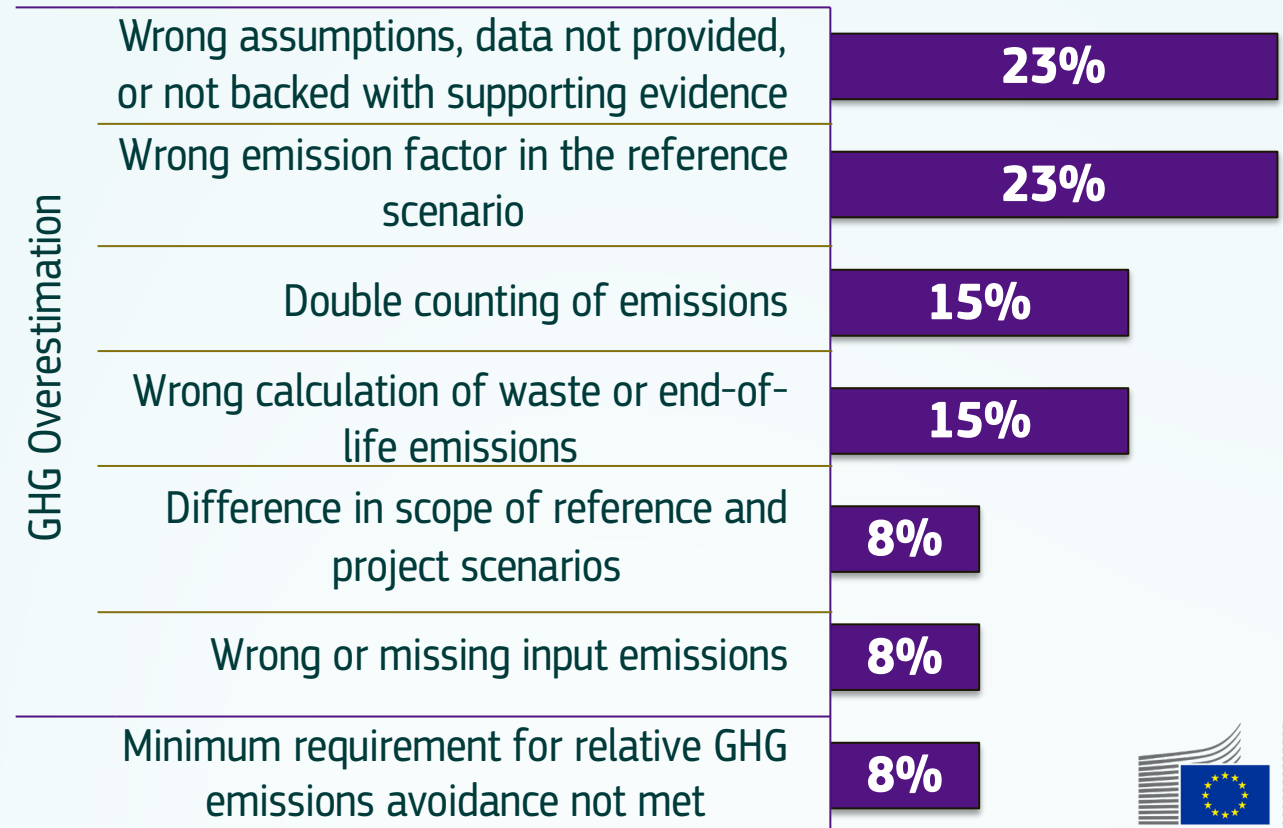 GHG Overestimation
Wrong assumptions, data not provided,
or not backed with supporting evidence
23%
Wrong emission factor in the reference
scenario
23%
Double counting of emissions
15%
Wrong calculation of waste or end-of-
life emissions
15%
Difference in scope of reference and
project scenarios
8%
Wrong or missing input emissions
8%
Minimum requirement for relative GHG
emissions avoidance not met
8%